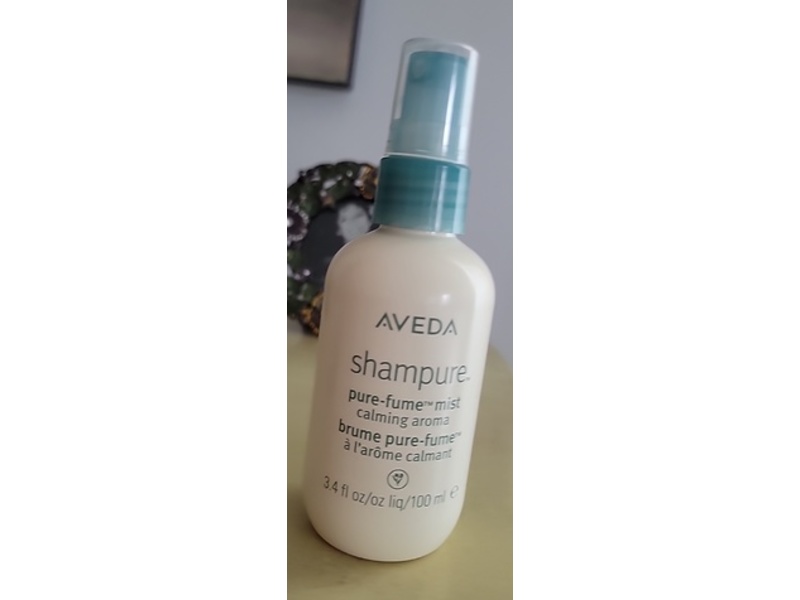 AVEDA
shampure™
pure-fume™ mist
calming aroma
brume pure-fume™
à l'arôme calmant
3.4 fl oz/oz liq/100 ml ℮